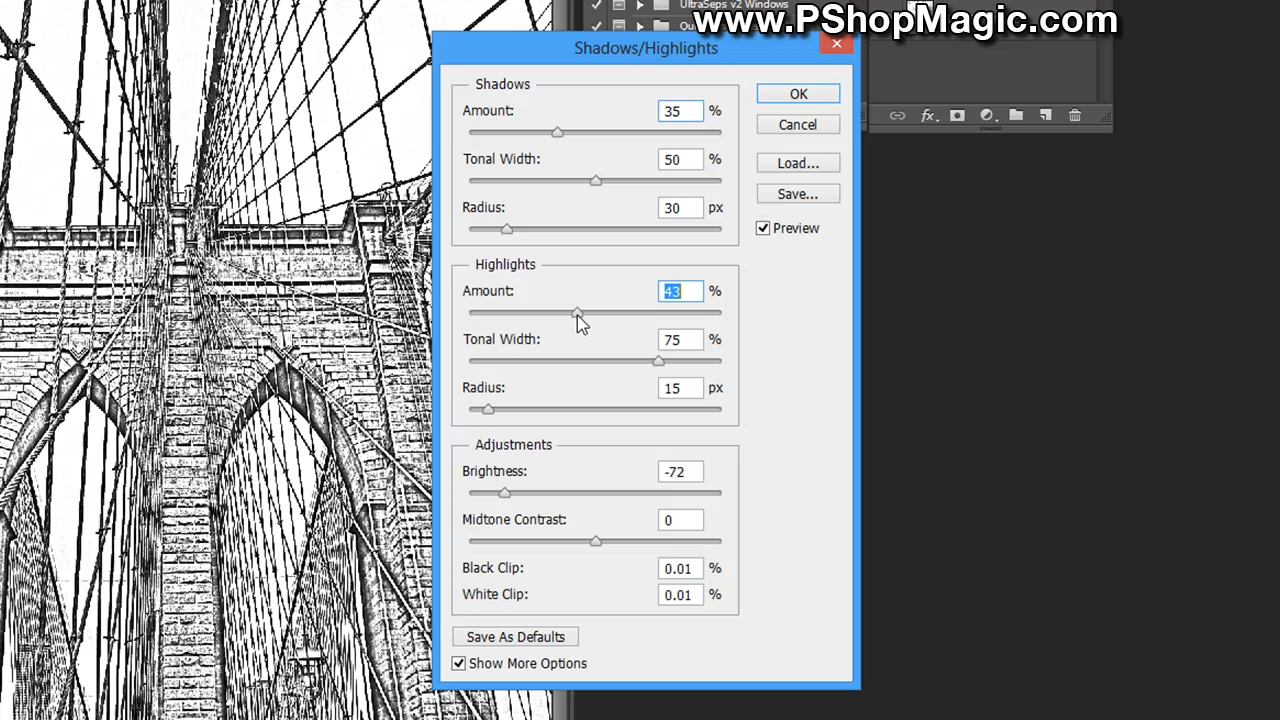 UltraSeps v2 Windows
www.PShopMagic.com
Shadows/Highlights
Shadows
Amount: 35 %
Tonal Width: 50 %
Radius: 30 px
OK
Cancel
Load...
Save...
Preview
Highlights
Amount: 43 %
Tonal Width: 75 %
Radius: 15 px
Adjustments
Brightness: -72
Midtone Contrast: 0
Black Clip: 0.01 %
White Clip: 0.01 %
Save As Defaults
Show More Options
fx